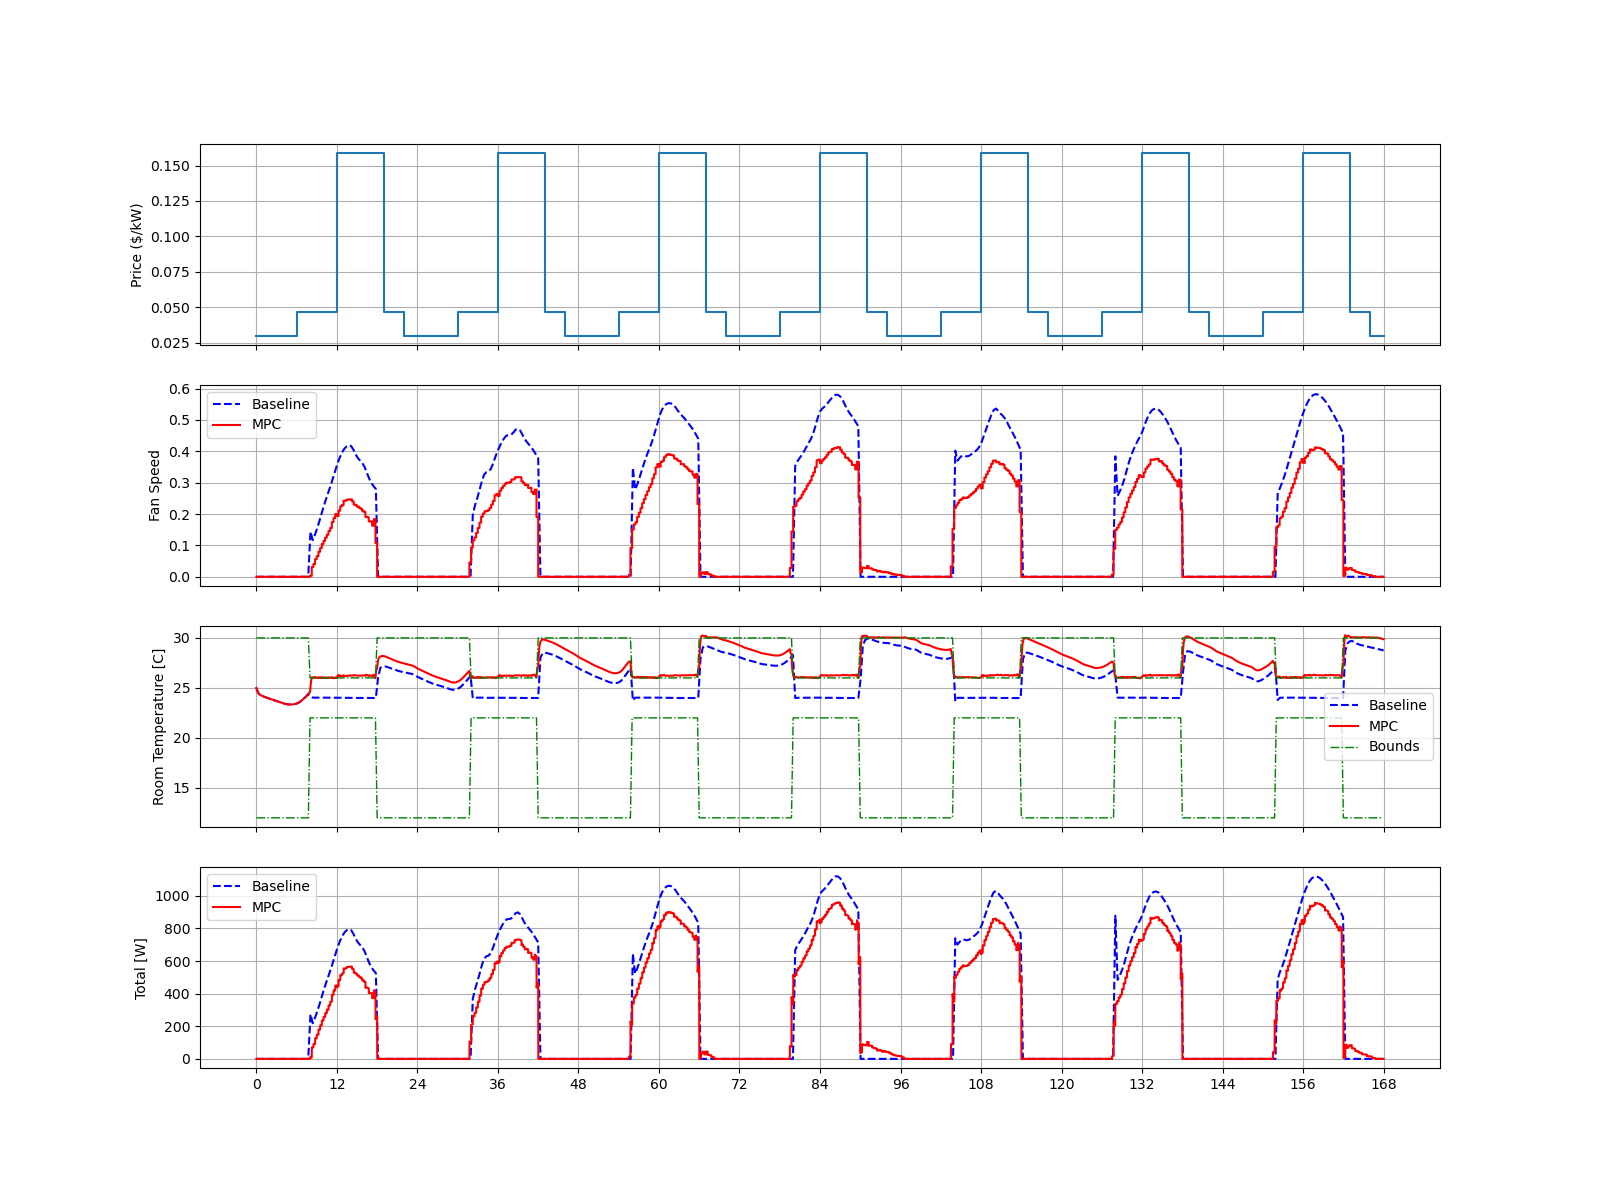 Price ($/kW)
0.150
0.125
0.100
0.075
0.050
0.025
Fan Speed
0.6
0.5
0.4
0.3
0.2
0.1
0.0
Baseline
MPC
Room Temperature [C]
30
25
20
15
Baseline
MPC
Bounds
Total [W]
1000
800
600
400
200
0
Baseline
MPC
0 12 24 36 48 60 72 84 96 108 120 132 144 156 168